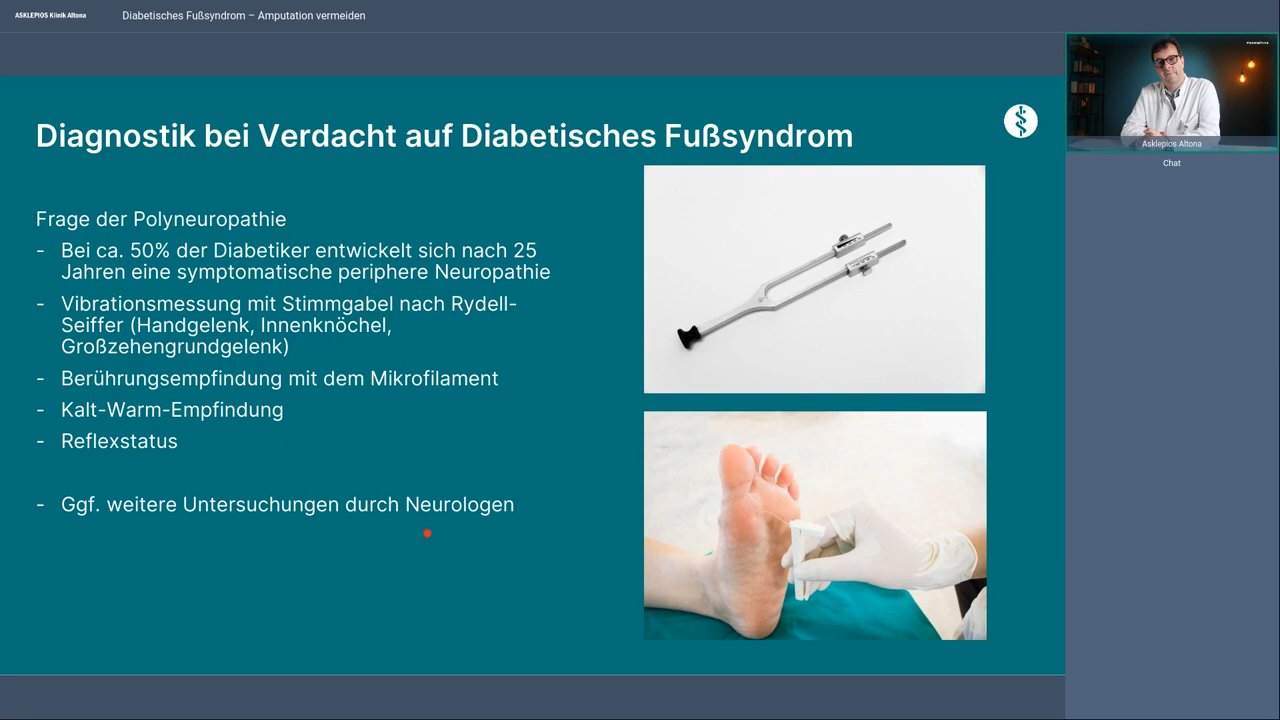 ASKLEPIOS Klinik Altona
Diabetisches Fußsyndrom – Amputation vermeiden
Diagnostik bei Verdacht auf Diabetisches Fußsyndrom
Frage der Polyneuropathie
- Bei ca. 50% der Diabetiker entwickelt sich nach 25
Jahren eine symptomatische periphere Neuropathie
- Vibrationsmessung mit Stimmgabel nach Rydell-
Seiffer (Handgelenk, Innenknöchel,
Großzehengrundgelenk)
- Berührungsempfindung mit dem Mikrofilament
- Kalt-Warm-Empfindung
- Reflexstatus
- Ggf. weitere Untersuchungen durch Neurologen
Asklepios Altona
Chat